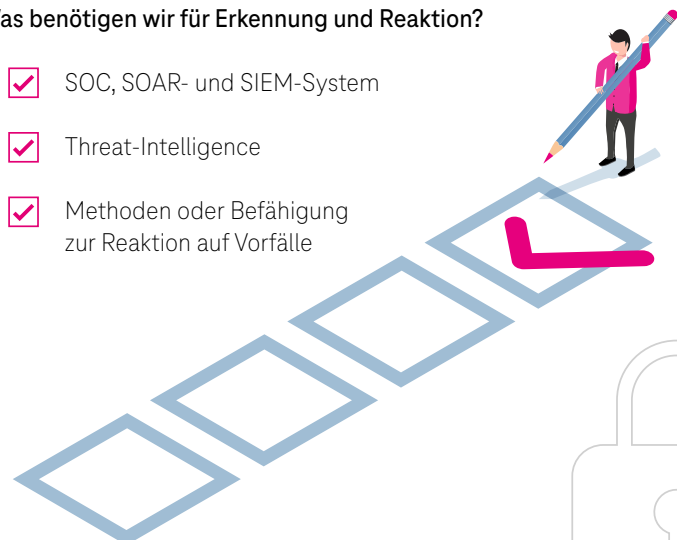 Was benötigen wir für Erkennung und Reaktion?
SOC, SOAR- und SIEM-System
Threat-Intelligence
Methoden oder Befähigung
zur Reaktion auf Vorfälle